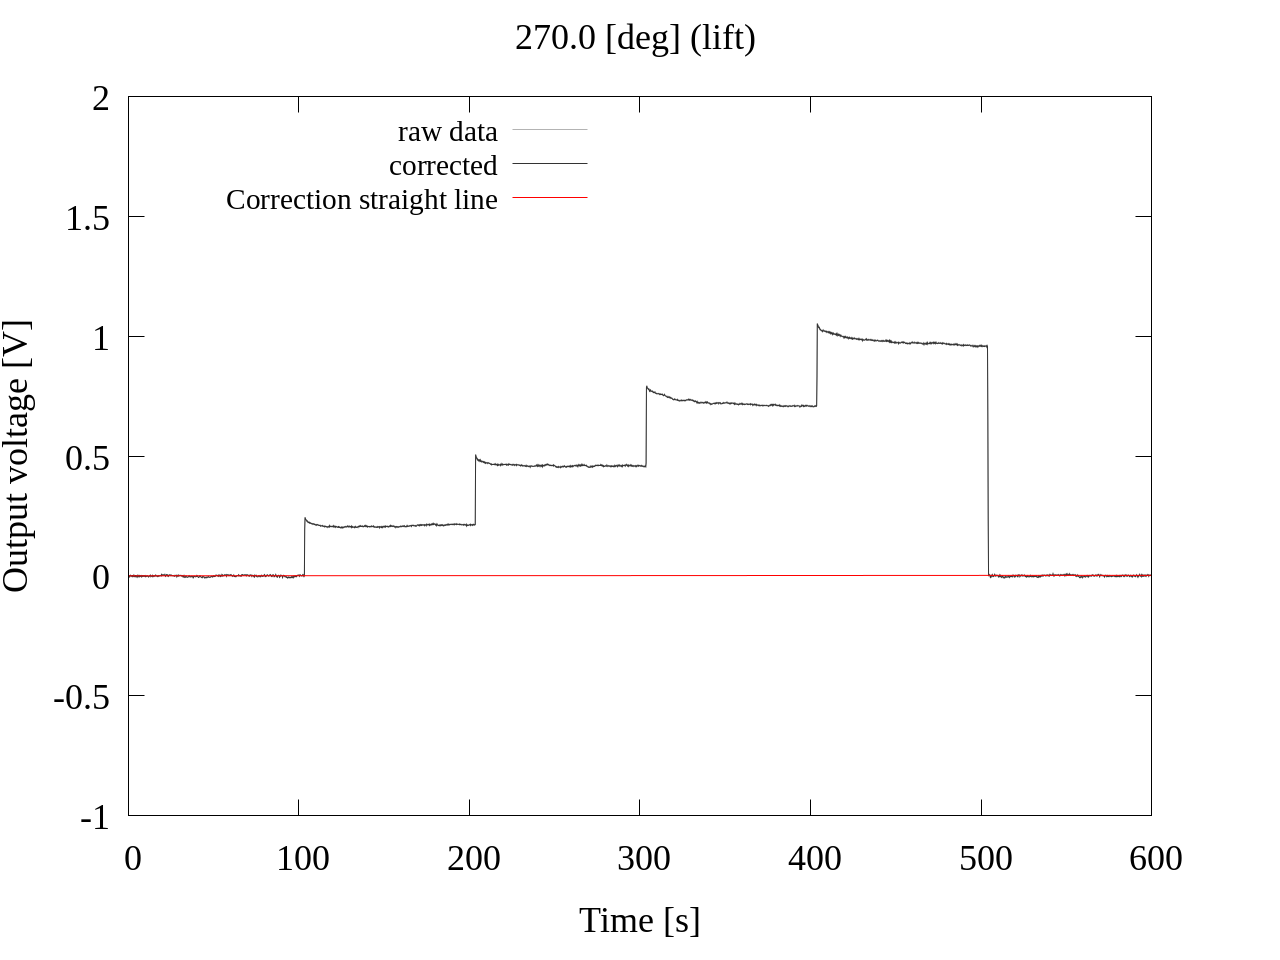 270.0 [deg] (lift)
2
1.5
1
0.5
0
-0.5
-1
raw data
corrected
Correction straight line
Output voltage [V]
0 100 200 300 400 500 600
Time [s]